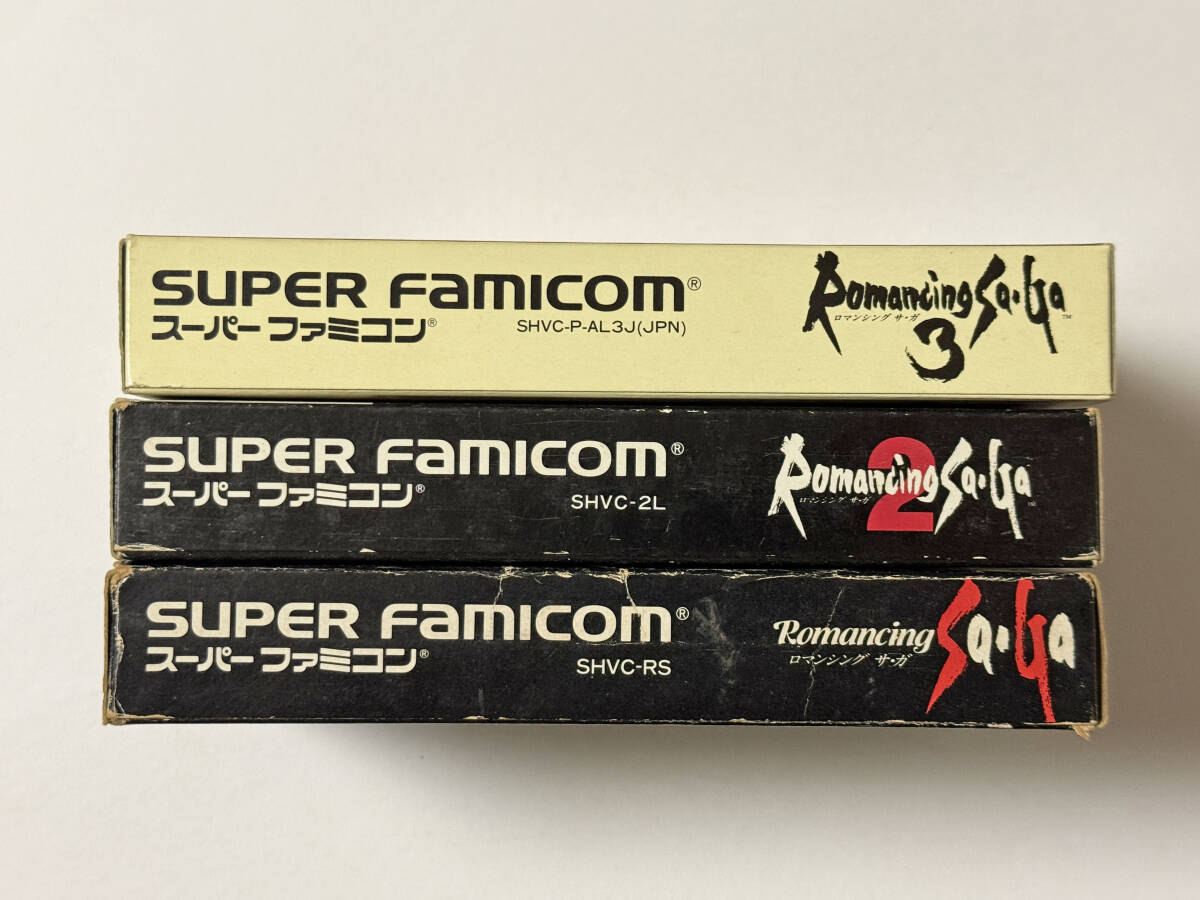 SUPER FAMICOM®
スーパーファミコン®
SHVC-P-AL3J(JPN)
Romancing Sa·Ga™
ロマンシング サ・ガ
3
SUPER FAMICOM®
スーパーファミコン®
SHVC-2L
Romancing Sa·Ga™
ロマンシング サ・ガ
2
SUPER FAMICOM®
スーパーファミコン®
SHVC-RS
Romancing Sa·Ga
ロマンシング サ・ガ